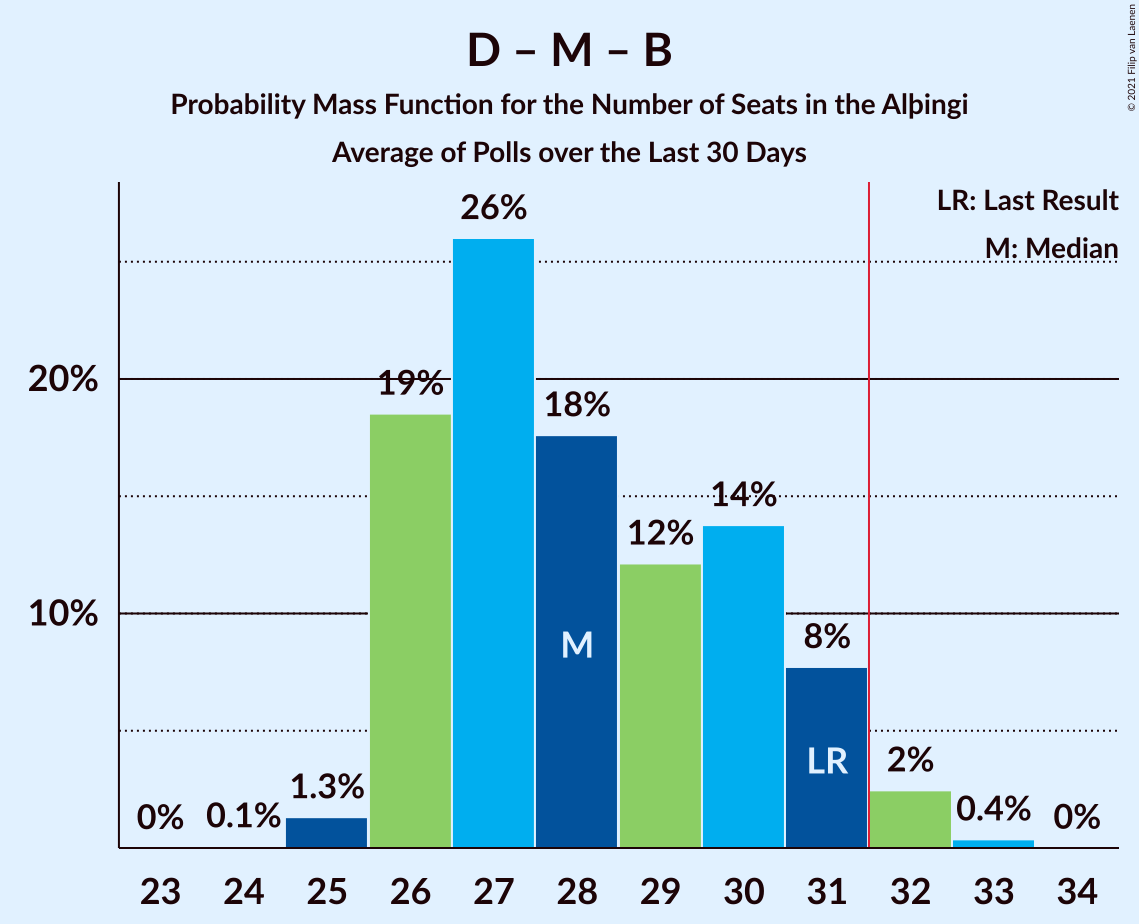 D – M – B
Probability Mass Function for the Number of Seats in the Alþingi
Average of Polls over the Last 30 Days
© 2021 Filip van Laenen
LR: Last Result
M: Median
26%
20%
19%
18%
14%
12%
10%
8%
M
LR
2%
1.3%
0.4%
0%
0.1%
0%
23 24 25 26 27 28 29 30 31 32 33 34